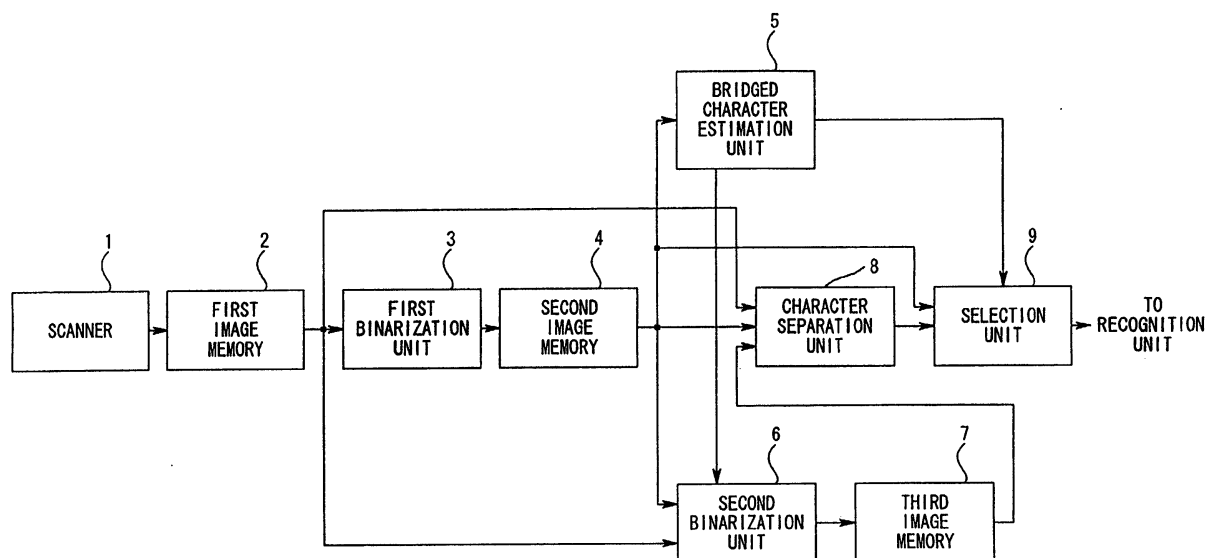 5
BRIDGED
CHARACTER
ESTIMATION
UNIT
1
SCANNER
2
FIRST
IMAGE
MEMORY
3
FIRST
BINARIZATION
UNIT
4
SECOND
IMAGE
MEMORY
8
CHARACTER
SEPARATION
UNIT
9
SELECTION
UNIT
TO
RECOGNITION
UNIT
6
SECOND
BINARIZATION
UNIT
7
THIRD
IMAGE
MEMORY